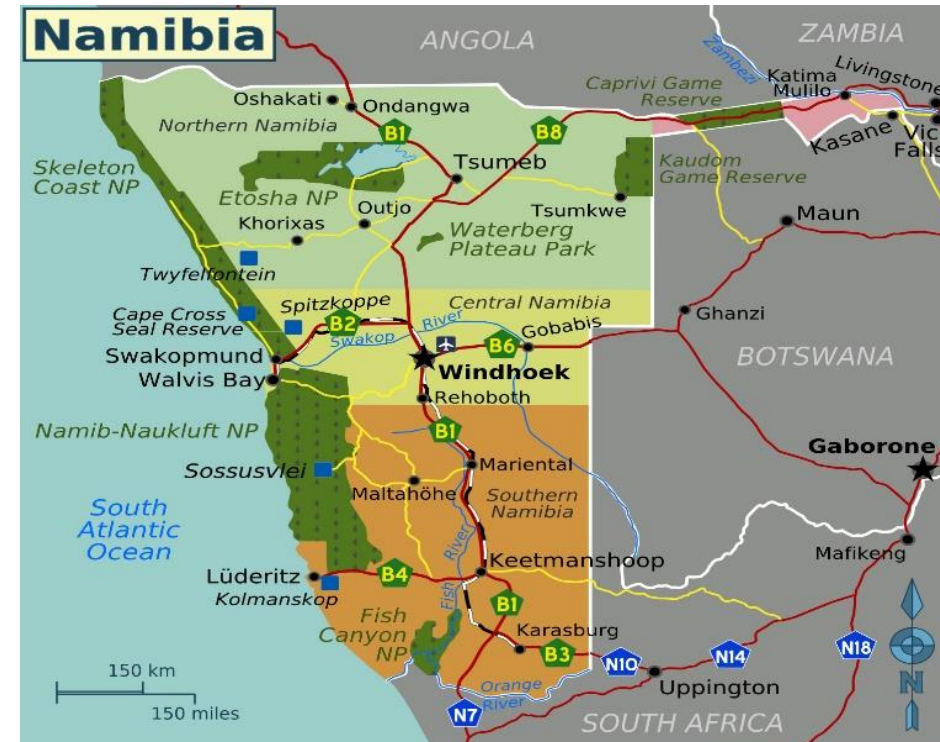 Namibia
ANGOLA
ZAMBIA
Zambezi
Livingstone
Katima
Mulilo
Caprivi Game
Reserve
Kasane
Vic
Falls
Oshakati
Ondangwa
Northern Namibia
B1
B8
Skeleton
Coast NP
Tsumeb
Kaudom
Game Reserve
Etosha NP
Outjo
Tsumkwe
Khorixas
Waterberg
Plateau Park
Maun
Twyfelfontein
Spitzkoppe
Central Namibia
Cape Cross
Seal Reserve
B2
Swakop
River
Gobabis
Ghanzi
B6
Swakopmund
Windhoek
BOTSWANA
Walvis Bay
Rehoboth
Namib-Naukluft NP
B1
Gaborone
Sossusvlei
Mariental
Maltahöhe
Southern
Namibia
South
Atlantic
Ocean
Fish
River
Mafikeng
Keetmanshoop
Lüderitz
B4
Kolmanskop
B1
Fish
Canyon
NP
Karasburg
B3
N10
N14
N18
N
150 km
150 miles
Orange
River
Uppington
N7
SOUTH AFRICA